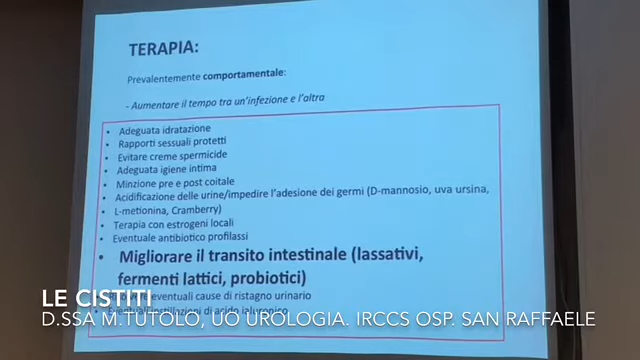 TERAPIA:
Prevalentemente comportamentale:
- Aumentare il tempo tra un'infezione e l'altra
• Adeguata idratazione
• Rapporti sessuali protetti
• Evitare creme spermicide
• Adeguata igiene intima
• Minzione pre e post coitale
• Acidificazione delle urine/impedire l'adesione dei germi (D-mannosio, uva ursina,
• L-metionina, Cramberry)
• Terapia con estrogeni locali
• Eventuale antibiotico profilassi
• Migliorare il transito intestinale (lassativi,
fermenti lattici, probiotici)
eventuali cause di ristagno urinario
LE CISTITI
D.SSA M.TUTOLO, UO UROLOGIA. IRCCS OSP. SAN RAFFAELE